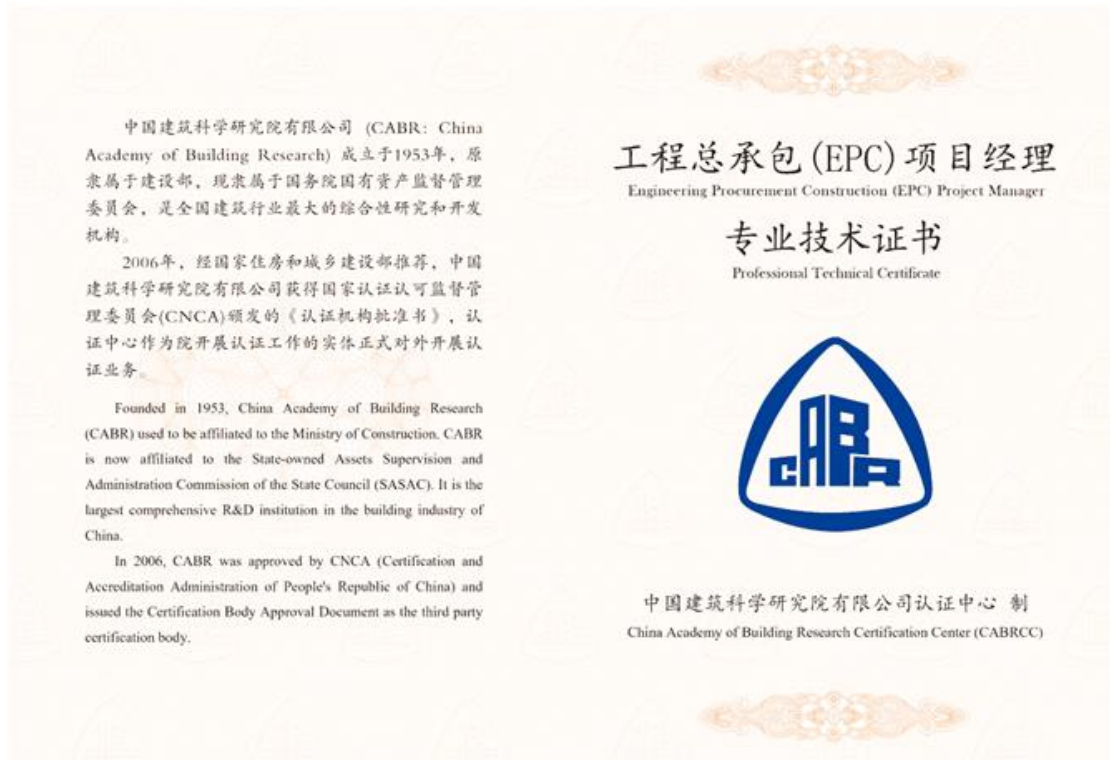 中国建筑科学研究院有限公司 (CABR: China
Academy of Building Research) 成立于1953年，原
隶属于建设部，现隶属于国务院国有资产监督管理
委员会，是全国建筑行业最大的综合性研究和开发
机构。
2006年，经国家住房和城乡建设部推荐，中国
建筑科学研究院有限公司获得国家认证认可监督管
理委员会(CNCA)颁发的《认证机构批准书》，认
证中心作为院开展认证工作的实体正式对外开展认
证业务。
Founded in 1953, China Academy of Building Research
(CABR) used to be affiliated to the Ministry of Construction. CABR
is now affiliated to the State-owned Assets Supervision and
Administration Commission of the State Council (SASAC). It is the
largest comprehensive R&D institution in the building industry of
China.
In 2006, CABR was approved by CNCA (Certification and
Accreditation Administration of People's Republic of China) and
issued the Certification Body Approval Document as the third party
certification body.
工程总承包(EPC)项目经理
Engineering Procurement Construction (EPC) Project Manager
专业技术证书
Professional Technical Certificate
CABR
中国建筑科学研究院有限公司认证中心 制
China Academy of Building Research Certification Center (CABRCC)